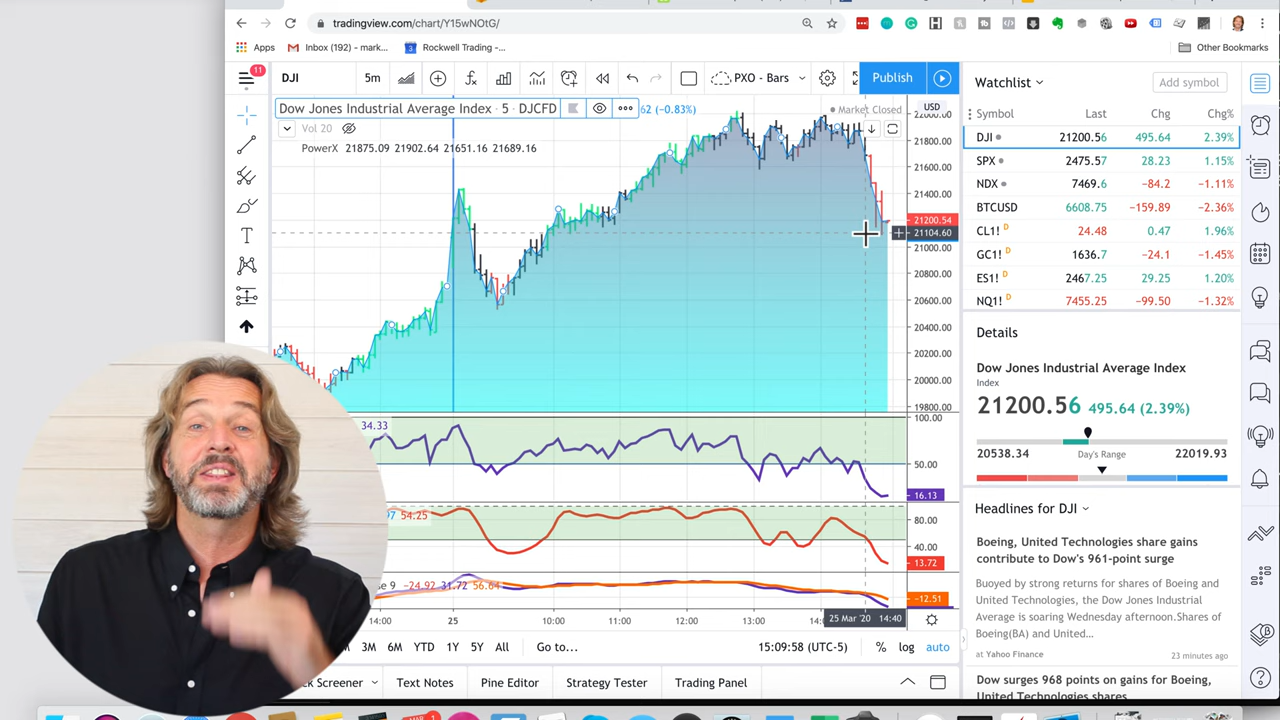 tradingview.com/chart/Y15wNOtG/
Apps
Inbox (192) - mark...
Rockwell Trading -...
Other Bookmarks
11
DJI
5m
PXO - Bars
Publish
Dow Jones Industrial Average Index · 5 · DJCFD
62 (−0.83%)
Market Closed
USD
Vol 20
PowerX 21875.09 21902.64 21651.16 21689.16
22000.00
21800.00
21600.00
21400.00
21200.54
21104.60
21000.00
20800.00
20600.00
20400.00
20200.00
20000.00
19800.00
34.33
100.00
50.00
16.13
54.25
80.00
40.00
13.72
se 9 −24.92 31.72 56.64
−12.51
14:00
25
10:00
11:00
12:00
13:00
25 Mar '20 14:40
3M
6M
YTD
1Y
5Y
All
Go to...
15:09:58 (UTC-5)
%
log
auto
Screener
Text Notes
Pine Editor
Strategy Tester
Trading Panel
Watchlist
Add symbol
Symbol Last Chg Chg%
DJI 21200.56 495.64 2.39%
SPX 2475.57 28.23 1.15%
NDX 7469.6 −84.2 −1.11%
BTCUSD 6608.75 −159.89 −2.36%
CL1! D 24.48 0.47 1.96%
GC1! D 1636.7 −24.1 −1.45%
ES1! D 2467.25 29.25 1.20%
NQ1! D 7455.25 −99.50 −1.32%
Details
Dow Jones Industrial Average Index
Index
21200.56 495.64 (2.39%)
20538.34 Day's Range 22019.93
Headlines for DJI
Boeing, United Technologies share gains
contribute to Dow's 961-point surge
Buoyed by strong returns for shares of Boeing and
United Technologies, the Dow Jones Industrial
Average is soaring Wednesday afternoon.Shares of
Boeing(BA) and United...
at Yahoo Finance 23 minutes ago
Dow surges 968 points on gains for Boeing,
United Technologies shares